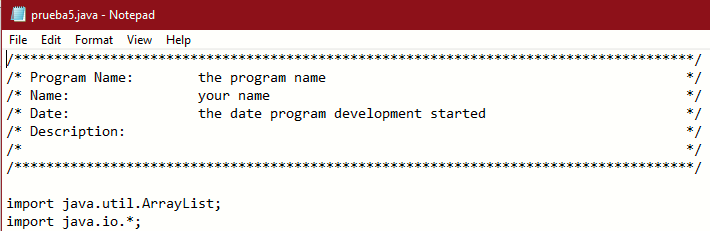 prueba5.java - Notepad
File Edit Format View Help
/*************************************************************************************/
/* Program Name:        the program name                                             */
/* Name:                your name                                                    */
/* Date:                the date program development started                         */
/* Description:                                                                      */
/*                                                                                   */
/*************************************************************************************/
import java.util.ArrayList;
import java.io.*;